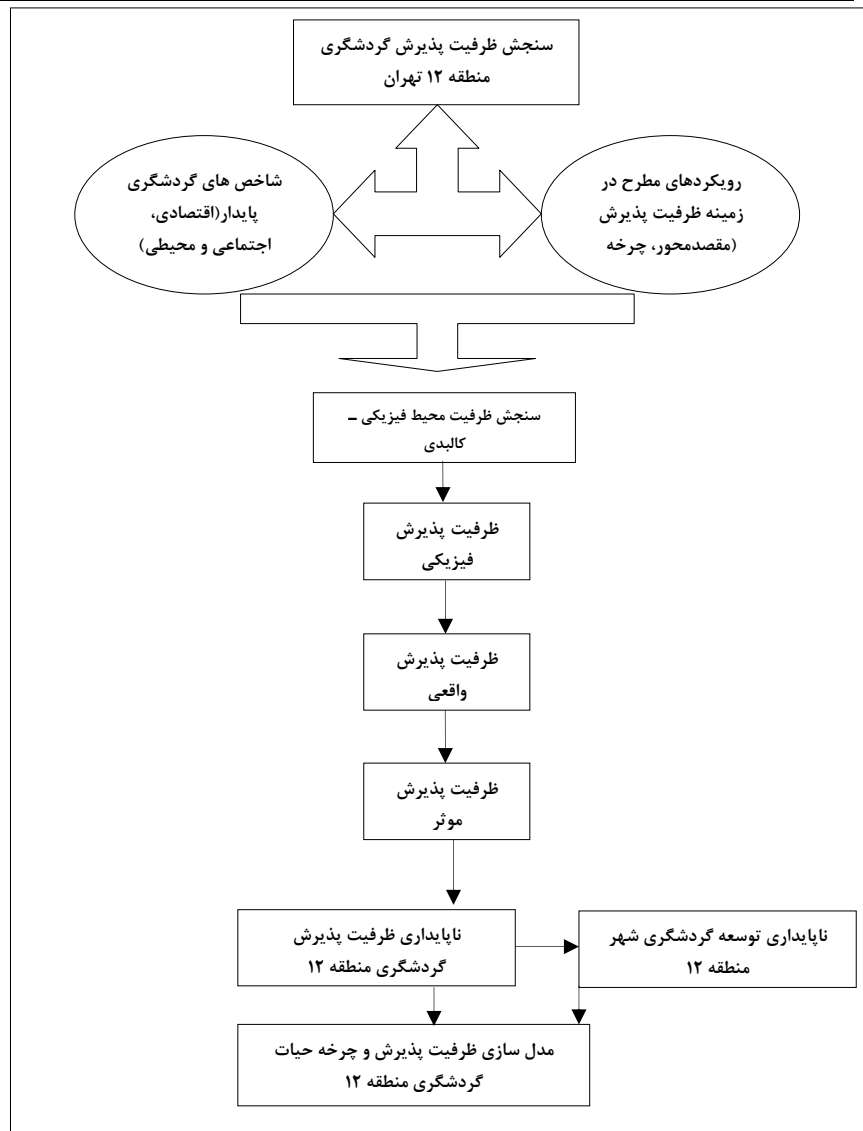 سنجش ظرفیت پذیرش گردشگری
منطقه ۱۲ تهران
رویکردهای مطرح در
زمینه ظرفیت پذیرش
(مقصدمحور، چرخه
شاخص های گردشگری
پایدار(اقتصادی،
اجتماعی و محیطی)
سنجش ظرفیت محیط فیزیکی –
کالبدی
ظرفیت پذیرش
فیزیکی
ظرفیت پذیرش
واقعی
ظرفیت پذیرش
موثر
ناپایداری توسعه گردشگری شهر
منطقه ۱۲
ناپایداری ظرفیت پذیرش
گردشگری منطقه ۱۲
مدل سازی ظرفیت پذیرش و چرخه حیات
گردشگری منطقه ۱۲